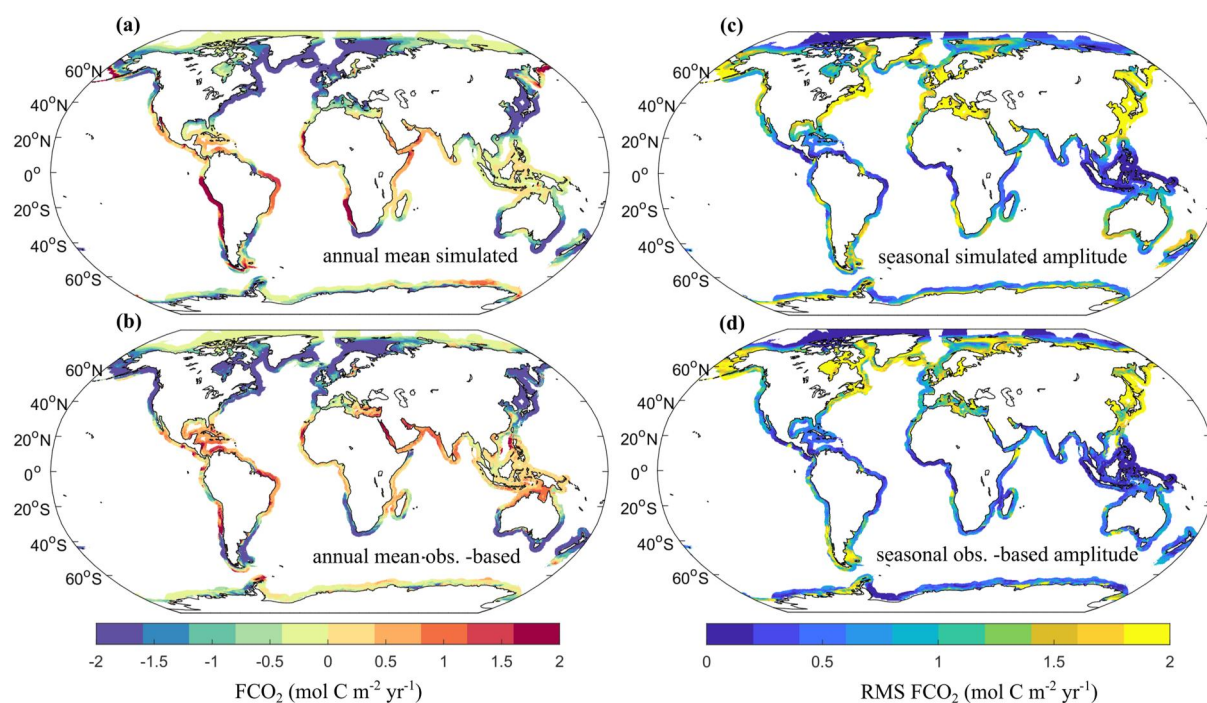 (a)
60°N
40°N
20°N
0°
20°S
40°S
60°S
annual mean simulated
(c)
60°N
40°N
20°N
0°
20°S
40°S
60°S
seasonal simulated amplitude
(b)
60°N
40°N
20°N
0°
20°S
40°S
60°S
annual mean obs. -based
(d)
60°N
40°N
20°N
0°
20°S
40°S
60°S
seasonal obs. -based amplitude
-2 -1.5 -1 -0.5 0 0.5 1 1.5 2
FCO₂ (mol C m⁻² yr⁻¹)
0 0.5 1 1.5 2
RMS FCO₂ (mol C m⁻² yr⁻¹)